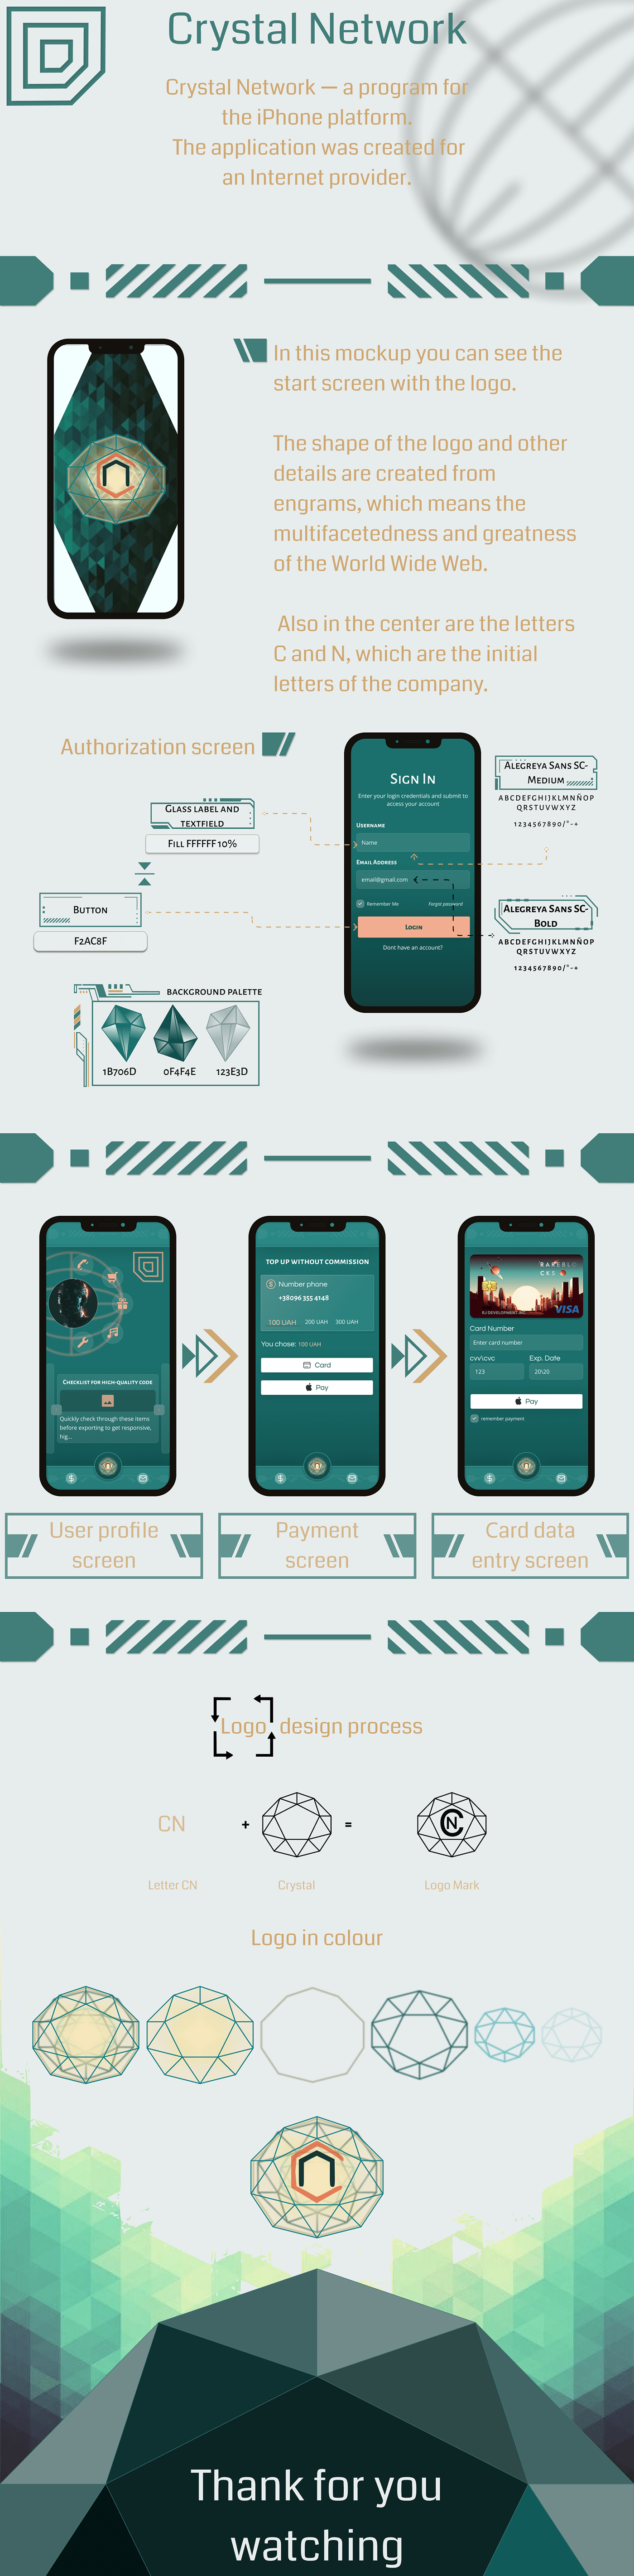 Crystal Network
Crystal Network — a program for
the iPhone platform.
The application was created for
an Internet provider.
In this mockup you can see the
start screen with the logo.
The shape of the logo and other
details are created from
engrams, which means the
multifacetedness and greatness
of the World Wide Web.
Also in the center are the letters
C and N, which are the initial
letters of the company.
Authorization screen
Glass label and
textfield
Fill FFFFFF 10%
Button
F2AC8F
background palette
1B706D
0F4F4E
123E3D
Sign In
Enter your login credentials and submit to
access your account
Username
Name
Email Address
email@gmail.com
Remember Me
Forgot password
Login
Dont have an account?
Alegreya Sans SC-
Medium
ABCDEFGHIJKLMNÑOP
QRSTUVWXYZ
1234567890/°-+
Alegreya Sans SC-
Bold
ABCDEFGHIJKLMNÑOP
QRSTUVWXYZ
1234567890/°-+
Checklist for high-quality code
Quickly check through these items
before exporting to get responsive,
hig...
top up without commission
Number phone
+38096 355 4148
100 UAH
200 UAH
300 UAH
You chose: 100 UAH
Card
Pay
RJ DEVELOPMENT INC.
VISA
Card Number
Enter card number
cvv\cvc
Exp. Date
123
20\20
Pay
remember payment
User profile
screen
Payment
screen
Card data
entry screen
Logo design process
CN
+
=
CN
Letter CN
Crystal
Logo Mark
Logo in colour
Thank for you
watching